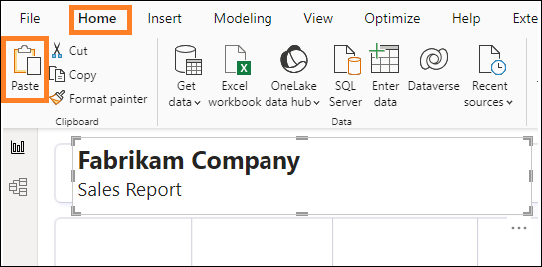 File Home Insert Modeling View Optimize Help Exte
Paste
Cut
Copy
Format painter
Clipboard
Get data
Excel workbook
OneLake data hub
SQL Server
Enter data
Dataverse
Recent sources
Data
Fabrikam Company
Sales Report
...